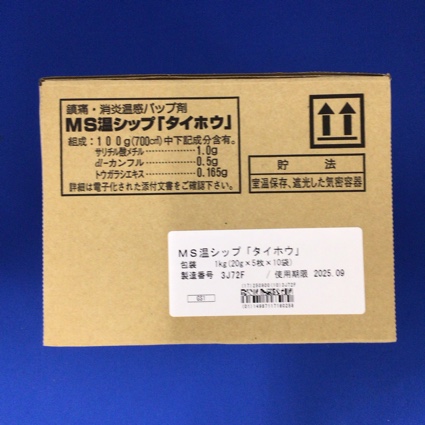 鎮痛・消炎温感パップ剤
MS温シップ「タイホウ」
組成:100g(700c㎡)中下記成分含有。
サリチル酸メチル 1.0g
dl-カンフル 0.5g
トウガラシエキス 0.165g
詳細は電子化された添付文書をご確認下さい。
貯法
室温保存、遮光した気密容器
MS温シップ「タイホウ」
包装 1kg(20g×5枚×10袋)
製造番号 3J72F / 使用期限 2025.09